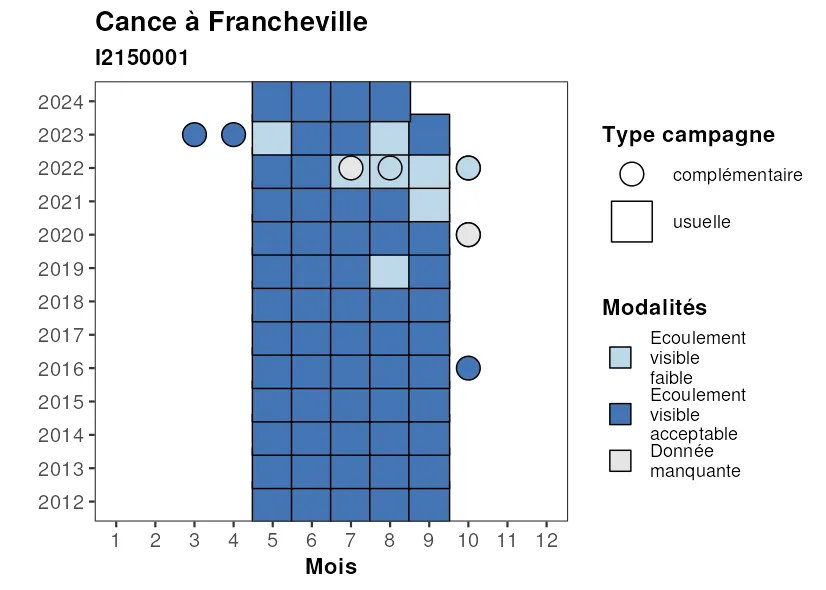 Cance à Francheville
I2150001
2024
2023
2022
2021
2020
2019
2018
2017
2016
2015
2014
2013
2012
1 2 3 4 5 6 7 8 9 10 11 12
Mois
Type campagne
complémentaire
usuelle
Modalités
Ecoulement
visible
faible
Ecoulement
visible
acceptable
Donnée
manquante